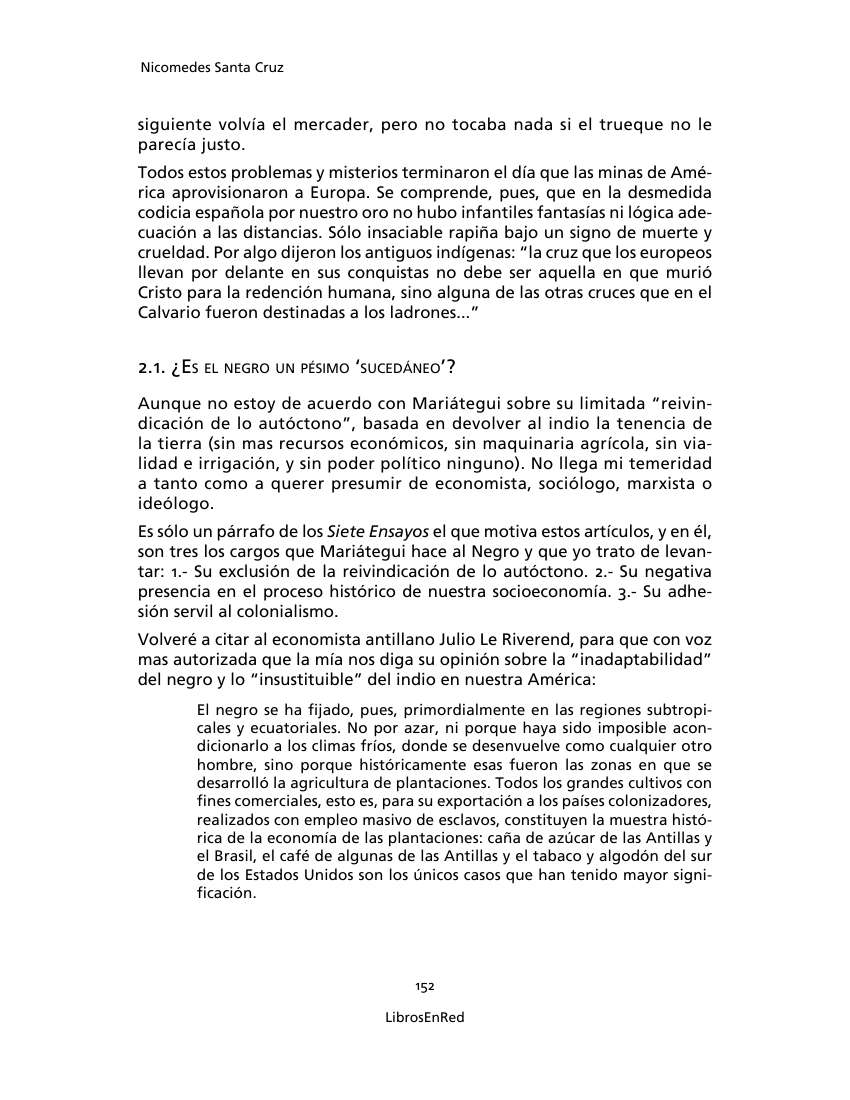 Nicomedes Santa Cruz
siguiente volvía el mercader, pero no tocaba nada si el trueque no le
parecía justo.
Todos estos problemas y misterios terminaron el día que las minas de Amé-
rica aprovisionaron a Europa. Se comprende, pues, que en la desmedida
codicia española por nuestro oro no hubo infantiles fantasías ni lógica ade-
cuación a las distancias. Sólo insaciable rapiña bajo un signo de muerte y
crueldad. Por algo dijeron los antiguos indígenas: “la cruz que los europeos
llevan por delante en sus conquistas no debe ser aquella en que murió
Cristo para la redención humana, sino alguna de las otras cruces que en el
Calvario fueron destinadas a los ladrones...”
2.1. ¿Es el negro un pésimo ‘sucedáneo’?
Aunque no estoy de acuerdo con Mariátegui sobre su limitada “reivin-
dicación de lo autóctono”, basada en devolver al indio la tenencia de
la tierra (sin mas recursos económicos, sin maquinaria agrícola, sin via-
lidad e irrigación, y sin poder político ninguno). No llega mi temeridad
a tanto como a querer presumir de economista, sociólogo, marxista o
ideólogo.
Es sólo un párrafo de los Siete Ensayos el que motiva estos artículos, y en él,
son tres los cargos que Mariátegui hace al Negro y que yo trato de levan-
tar: 1.- Su exclusión de la reivindicación de lo autóctono. 2.- Su negativa
presencia en el proceso histórico de nuestra socioeconomía. 3.- Su adhe-
sión servil al colonialismo.
Volveré a citar al economista antillano Julio Le Riverend, para que con voz
mas autorizada que la mía nos diga su opinión sobre la “inadaptabilidad”
del negro y lo “insustituible” del indio en nuestra América:
El negro se ha fijado, pues, primordialmente en las regiones subtropi-
cales y ecuatoriales. No por azar, ni porque haya sido imposible acon-
dicionarlo a los climas fríos, donde se desenvuelve como cualquier otro
hombre, sino porque históricamente esas fueron las zonas en que se
desarrolló la agricultura de plantaciones. Todos los grandes cultivos con
fines comerciales, esto es, para su exportación a los países colonizadores,
realizados con empleo masivo de esclavos, constituyen la muestra histó-
rica de la economía de las plantaciones: caña de azúcar de las Antillas y
el Brasil, el café de algunas de las Antillas y el tabaco y algodón del sur
de los Estados Unidos son los únicos casos que han tenido mayor signi-
ficación.
152
LibrosEnRed